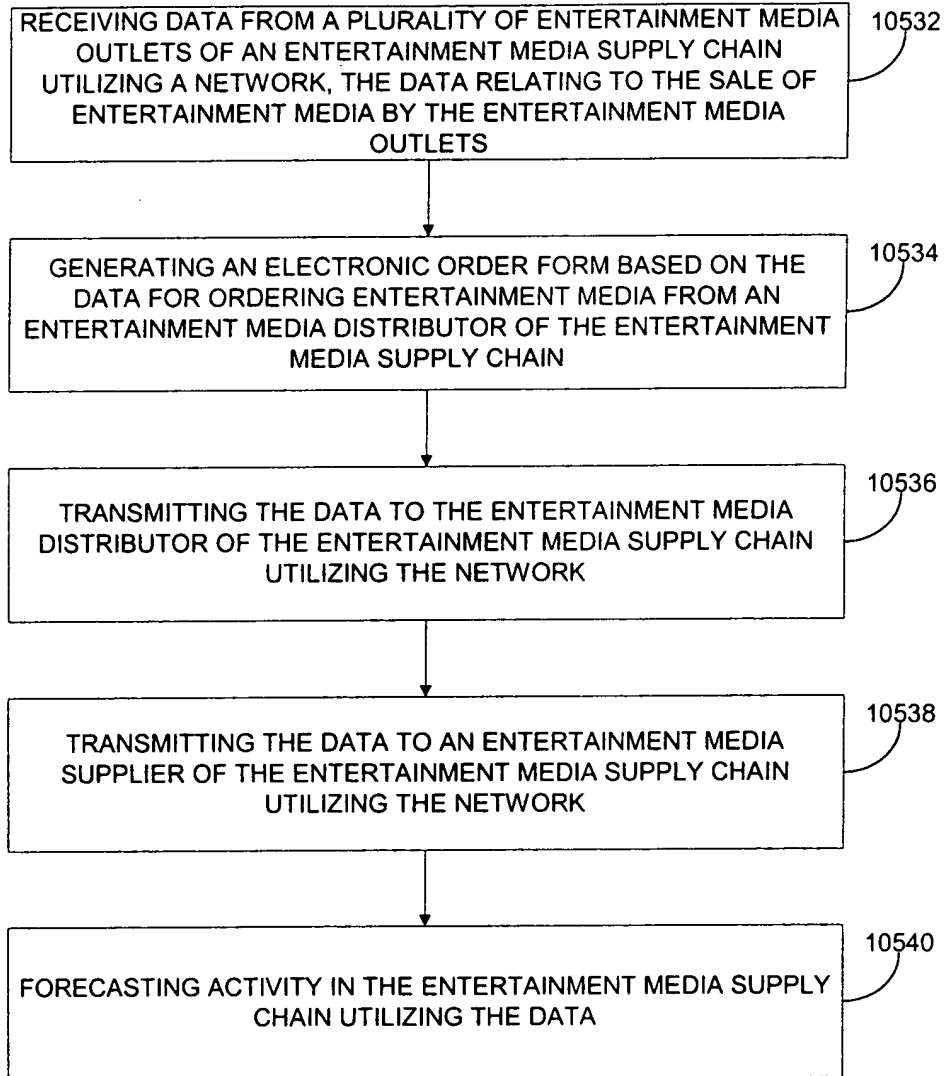 RECEIVING DATA FROM A PLURALITY OF ENTERTAINMENT MEDIA
OUTLETS OF AN ENTERTAINMENT MEDIA SUPPLY CHAIN
UTILIZING A NETWORK, THE DATA RELATING TO THE SALE OF
ENTERTAINMENT MEDIA BY THE ENTERTAINMENT MEDIA
OUTLETS
10532
GENERATING AN ELECTRONIC ORDER FORM BASED ON THE
DATA FOR ORDERING ENTERTAINMENT MEDIA FROM AN
ENTERTAINMENT MEDIA DISTRIBUTOR OF THE ENTERTAINMENT
MEDIA SUPPLY CHAIN
10534
TRANSMITTING THE DATA TO THE ENTERTAINMENT MEDIA
DISTRIBUTOR OF THE ENTERTAINMENT MEDIA SUPPLY CHAIN
UTILIZING THE NETWORK
10536
TRANSMITTING THE DATA TO AN ENTERTAINMENT MEDIA
SUPPLIER OF THE ENTERTAINMENT MEDIA SUPPLY CHAIN
UTILIZING THE NETWORK
10538
FORECASTING ACTIVITY IN THE ENTERTAINMENT MEDIA SUPPLY
CHAIN UTILIZING THE DATA
10540